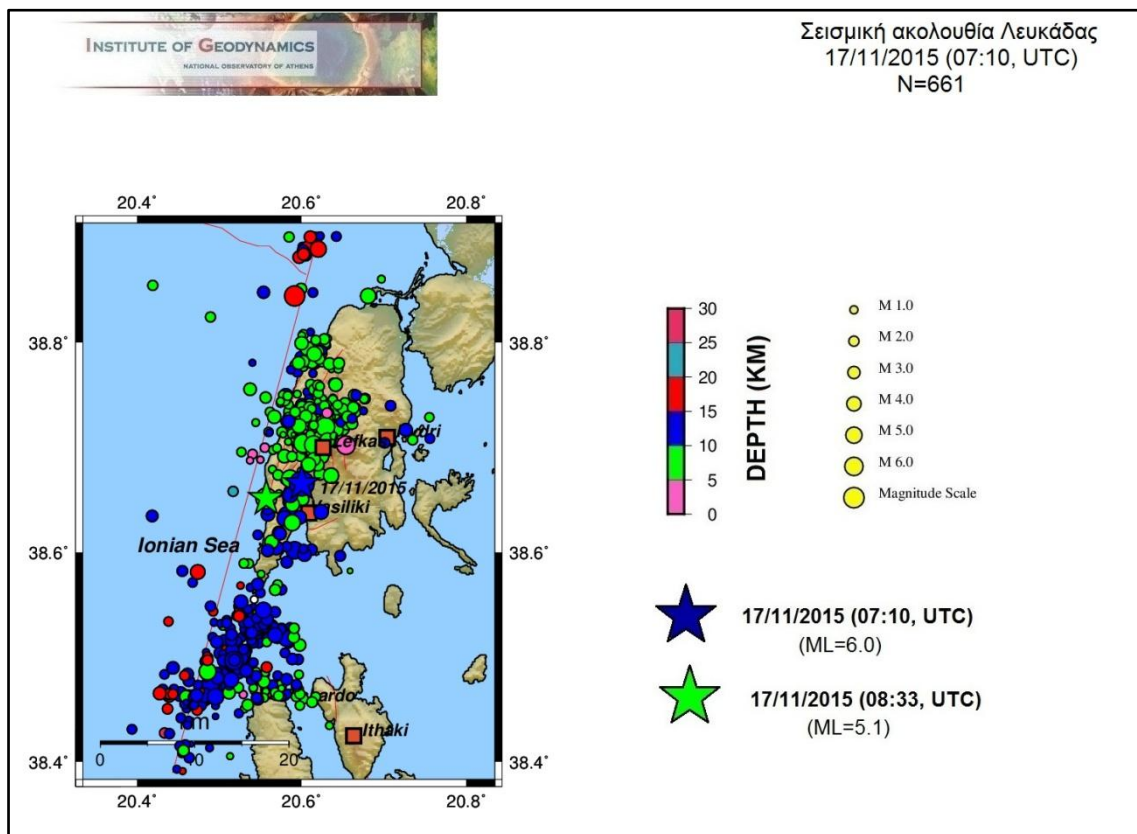 INSTITUTE OF GEODYNAMICS
NATIONAL OBSERVATORY OF ATHENS
Σεισμική ακολουθία Λευκάδας
17/11/2015 (07:10, UTC)
N=661
20.4˚ 20.6˚ 20.8˚
38.8˚ 38.8˚
38.6˚ 38.6˚
38.4˚ 38.4˚
20.4˚ 20.6˚ 20.8˚
17/11/2015
Vasiliki
Ionian Sea
Ithaki
km
0 10 20
30
25
20
15
10
5
0
DEPTH (KM)
M 1.0
M 2.0
M 3.0
M 4.0
M 5.0
M 6.0
Magnitude Scale
17/11/2015 (07:10, UTC)
(ML=6.0)
17/11/2015 (08:33, UTC)
(ML=5.1)